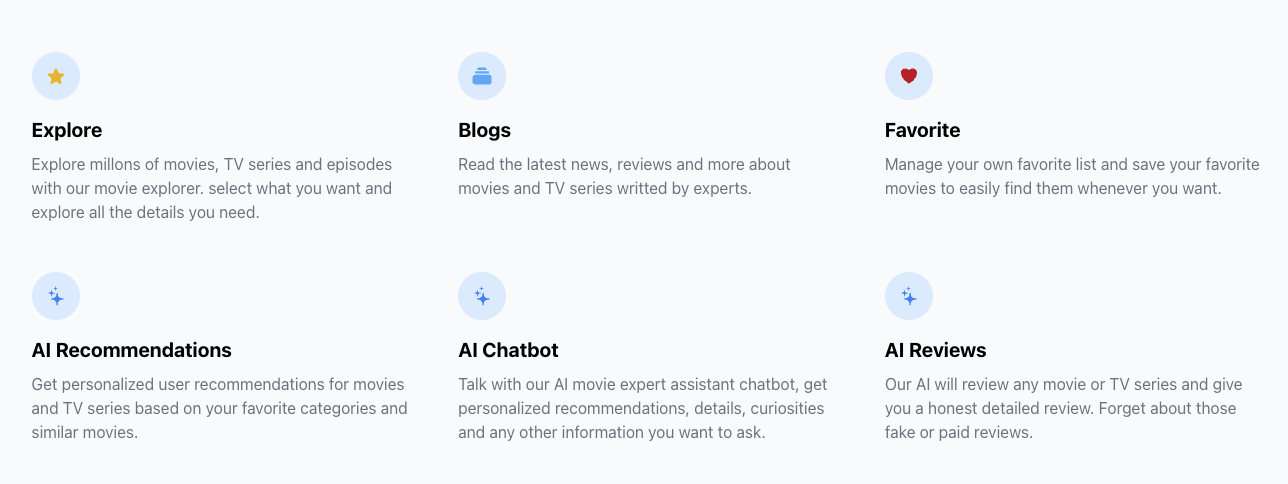 Explore
Explore millons of movies, TV series and episodes
with our movie explorer. select what you want and
explore all the details you need.
Blogs
Read the latest news, reviews and more about
movies and TV series writted by experts.
Favorite
Manage your own favorite list and save your favorite
movies to easily find them whenever you want.
AI Recommendations
Get personalized user recommendations for movies
and TV series based on your favorite categories and
similar movies.
AI Chatbot
Talk with our AI movie expert assistant chatbot, get
personalized recommendations, details, curiosities
and any other information you want to ask.
AI Reviews
Our AI will review any movie or TV series and give
you a honest detailed review. Forget about those
fake or paid reviews.